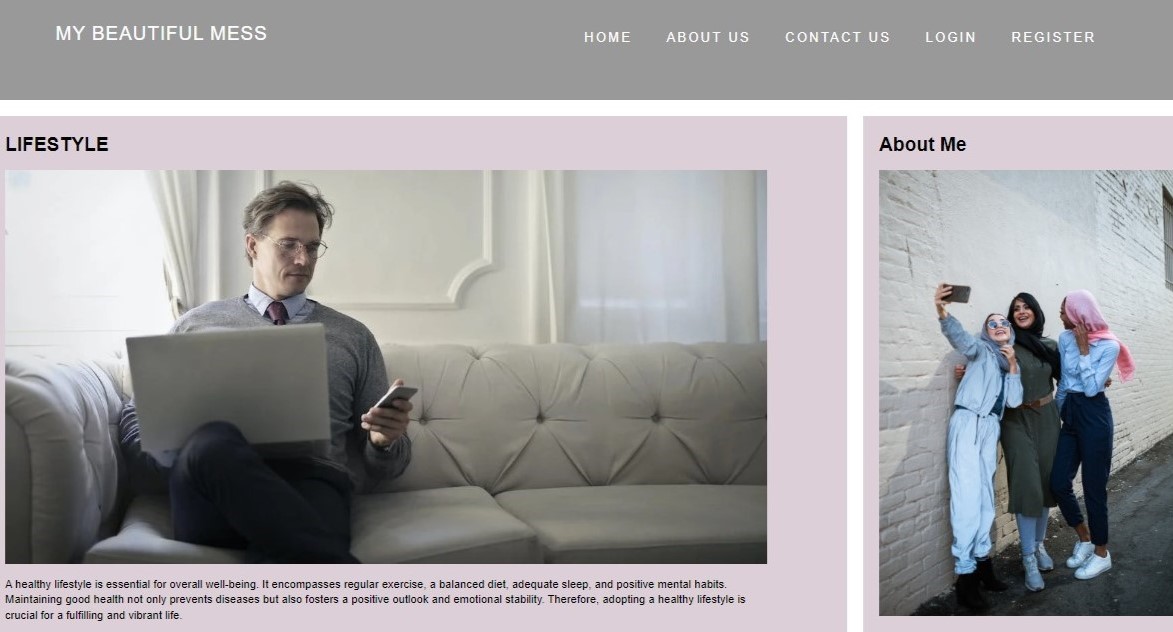 MY BEAUTIFUL MESS
HOME ABOUT US CONTACT US LOGIN REGISTER
LIFESTYLE
A healthy lifestyle is essential for overall well-being. It encompasses regular exercise, a balanced diet, adequate sleep, and positive mental habits.
Maintaining good health not only prevents diseases but also fosters a positive outlook and emotional stability. Therefore, adopting a healthy lifestyle is
crucial for a fulfilling and vibrant life.
About Me